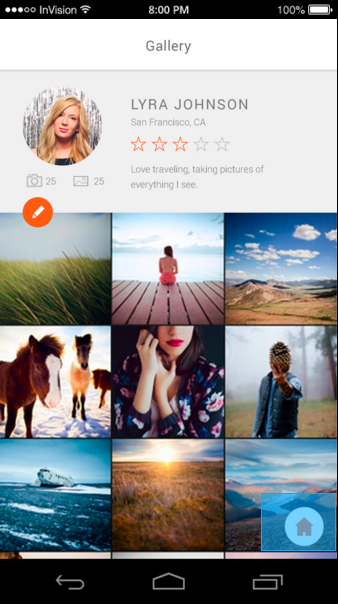 InVision
8:00 PM
100%
Gallery
LYRA JOHNSON
San Francisco, CA
25
25
Love traveling, taking pictures of
everything I see.